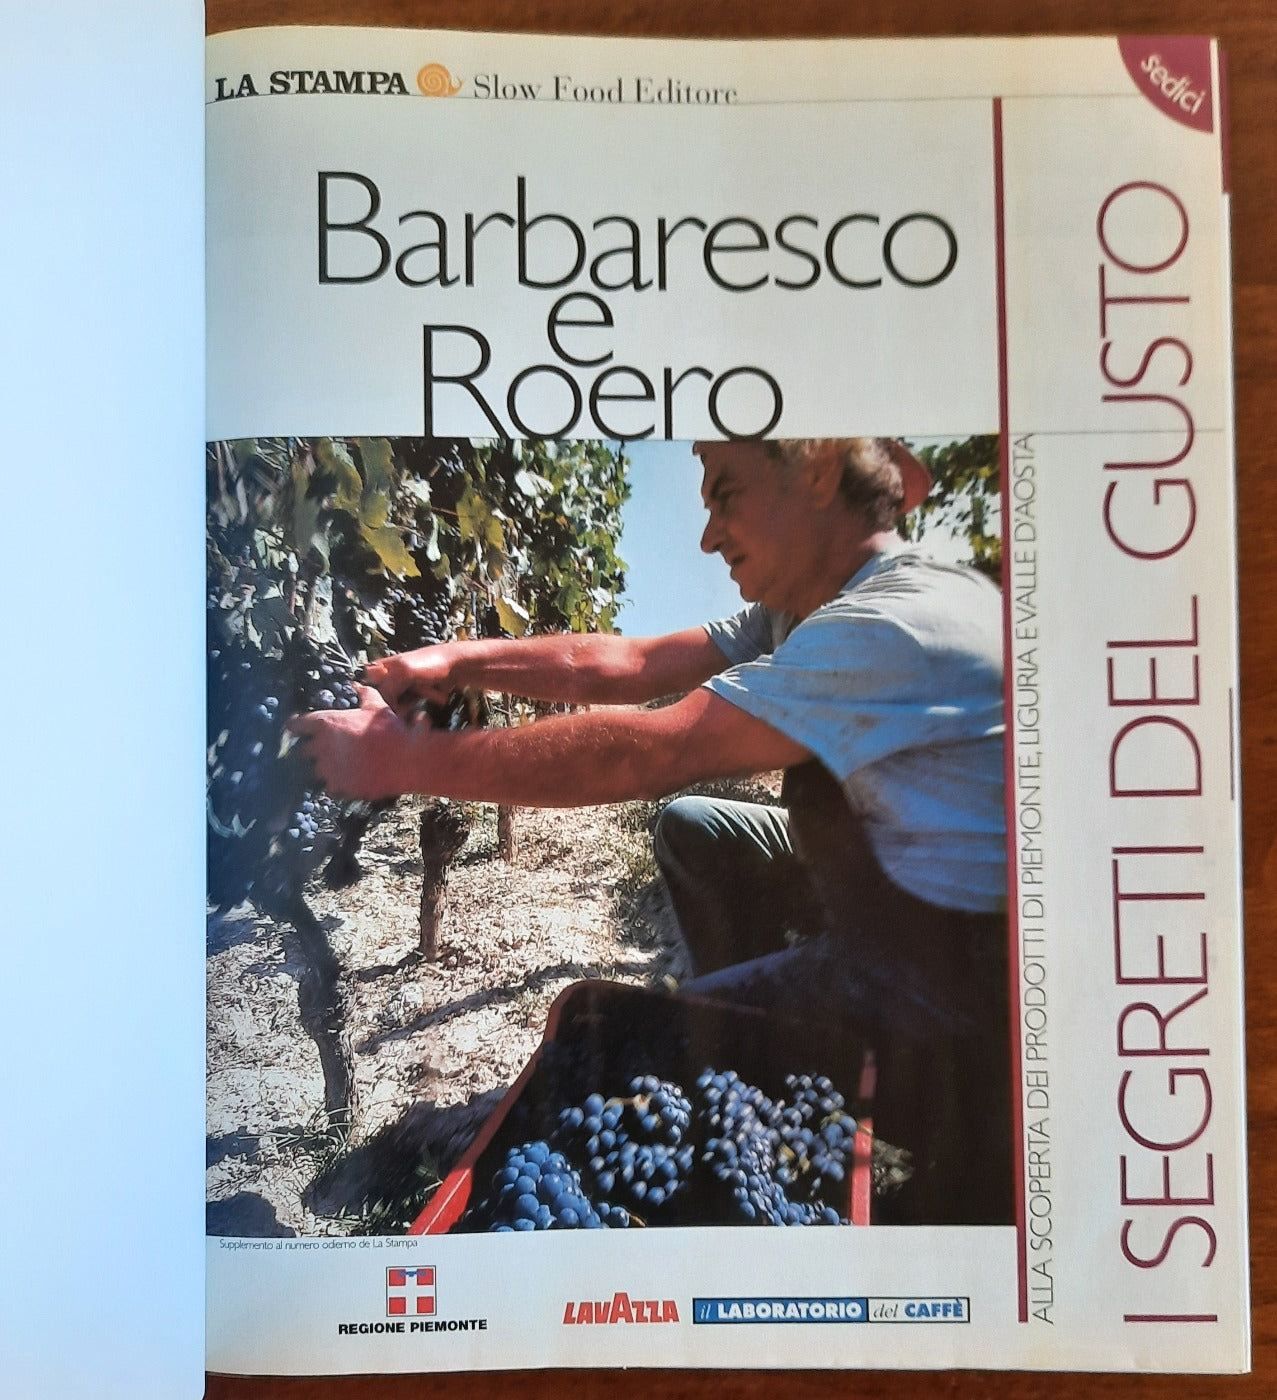 LA STAMPA Slow Food Editore
sedici
Barbaresco
e
Roero
ALLA SCOPERTA DEI PRODOTTI DI PIEMONTE, LIGURIA E VALLE D'AOSTA
I SEGRETI DEL GUSTO
Supplemento al numero odierno de La Stampa
REGIONE PIEMONTE
LAVAZZA
il LABORATORIO del CAFFÈ